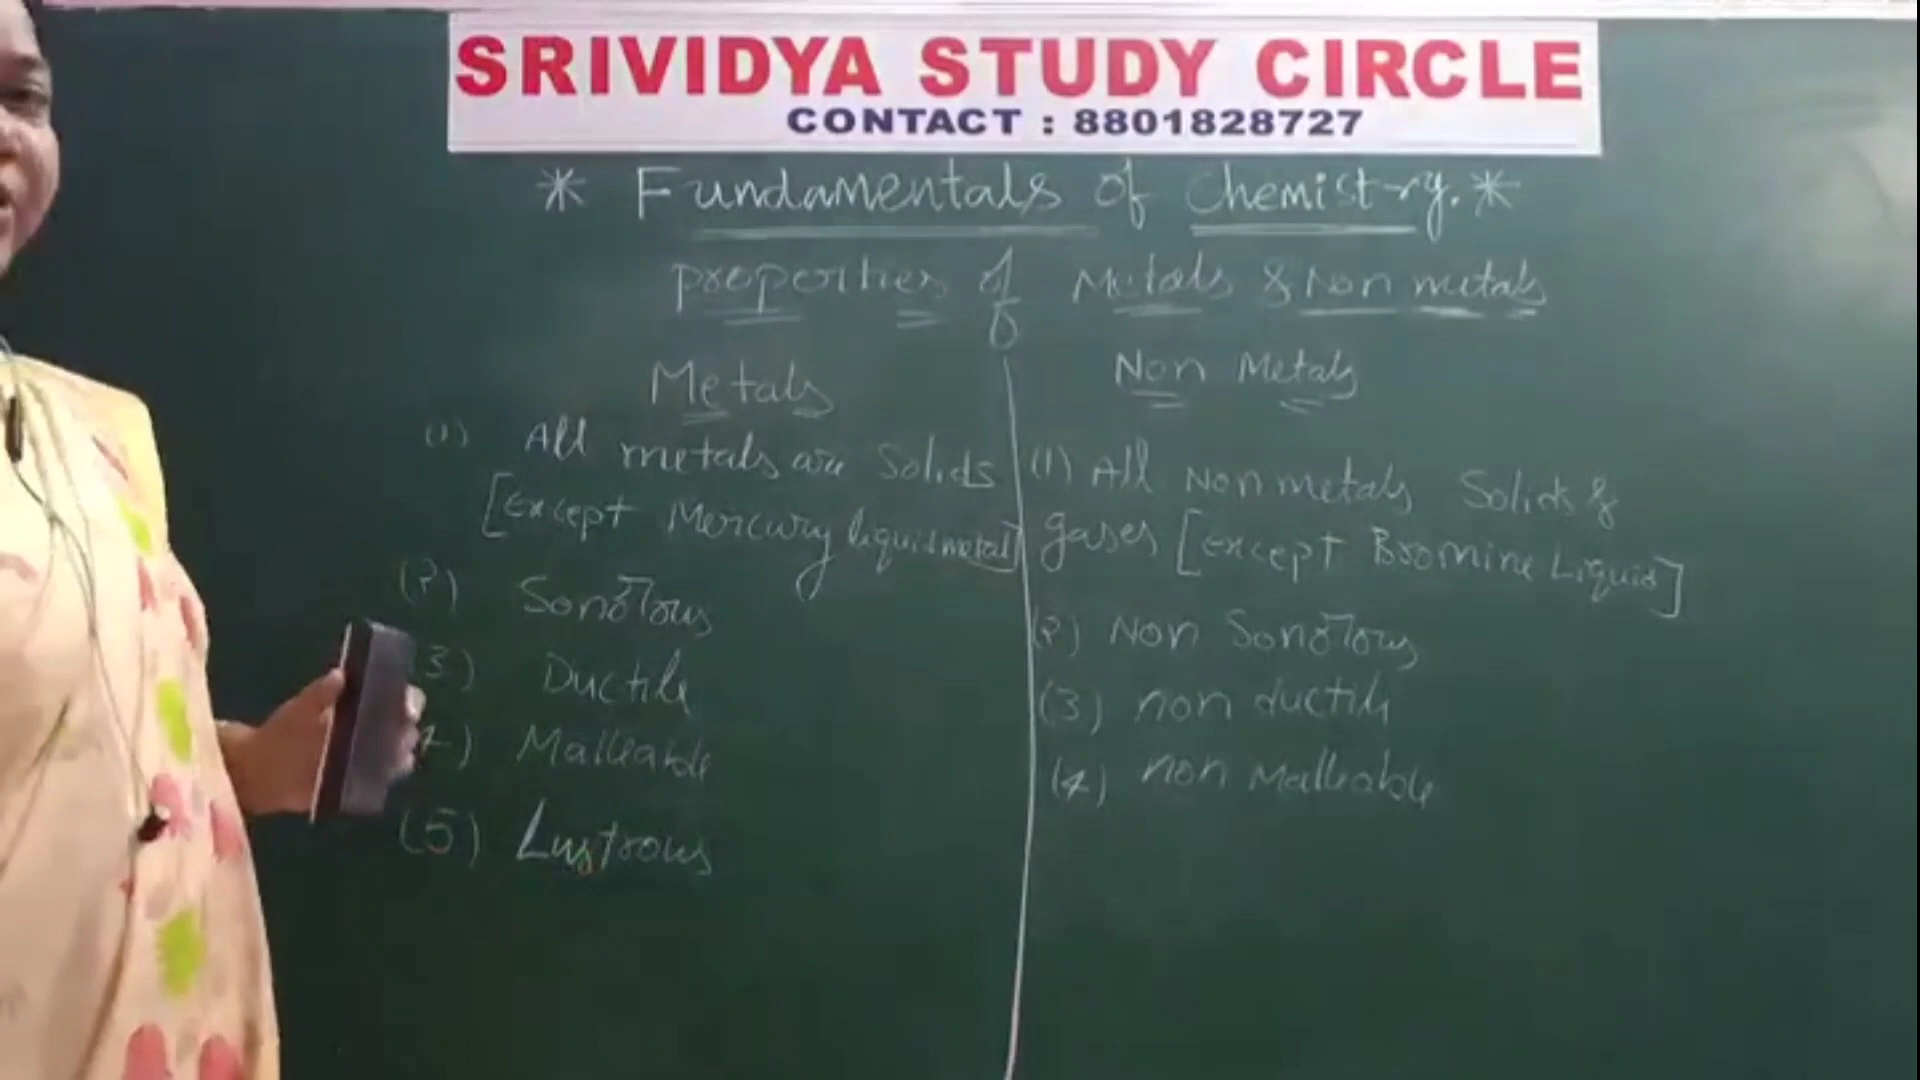 SRIVIDYA STUDY CIRCLE
CONTACT : 8801828727
* Fundamentals of Chemistry. *
properties of Metals & Non metals
Metals
(1) All metals are Solids
[Except Mercury liquid metal]
(2) Sonorous
(3) Ductile
(4) Malleable
(5) Lustrous
Non Metals
(1) All Non metals Solids &
gases [except Bromine Liquid]
(2) Non Sonorous
(3) non ductile
(4) non Malleable